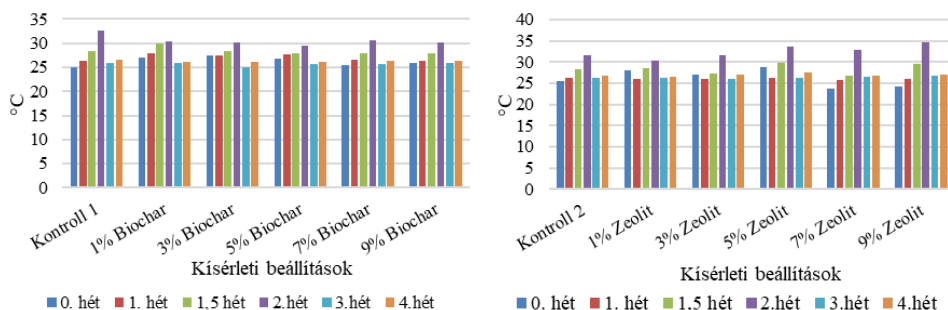 35
30
25
20
15
10
5
0
°C
Kontroll 1
1% Biochar
3% Biochar
5% Biochar
7% Biochar
9% Biochar
Kísérleti beállítások
0. hét 1. hét 1,5 hét 2.hét 3.hét 4.hét
40
35
30
25
20
15
10
5
0
°C
Kontroll 2
1% Zeolit
3% Zeolit
5% Zeolit
7% Zeolit
9% Zeolit
Kísérleti beállítások
0. hét 1. hét 1,5 hét 2.hét 3.hét 4.hét